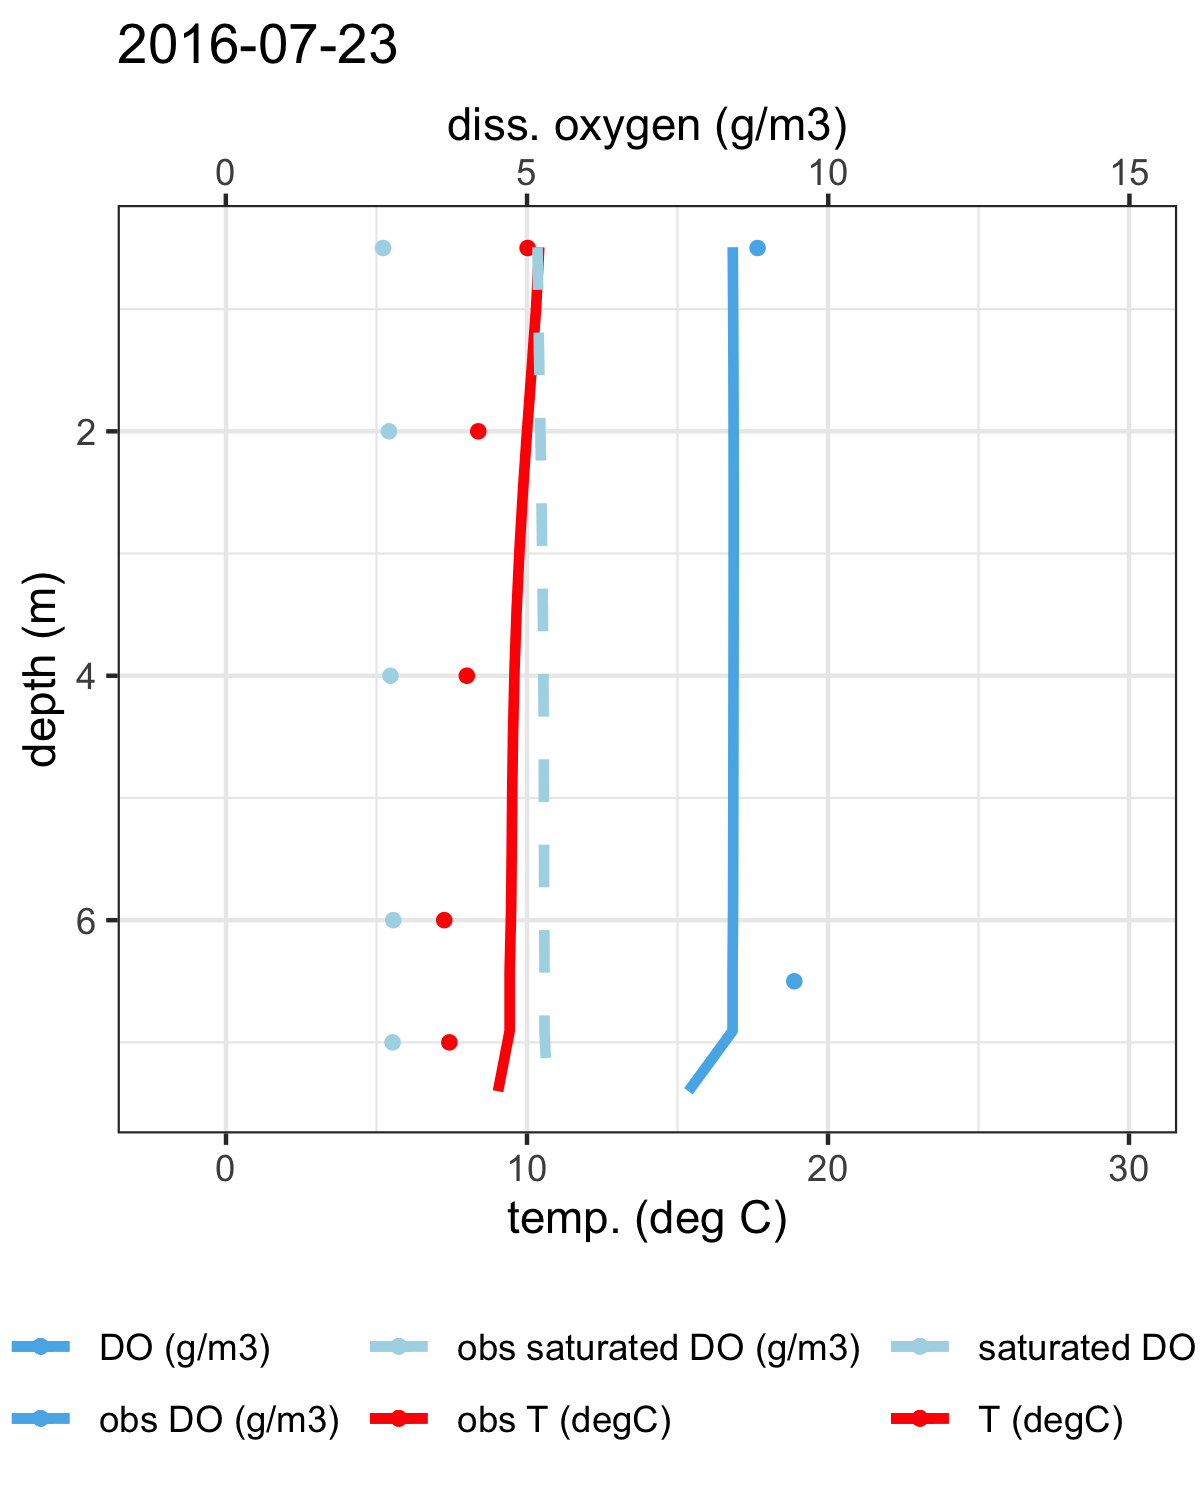 2016-07-23
diss. oxygen (g/m3)
0 5 10 15
depth (m)
2
4
6
0 10 20 30
temp. (deg C)
DO (g/m3) obs saturated DO (g/m3) saturated DO
obs DO (g/m3) obs T (degC) T (degC)